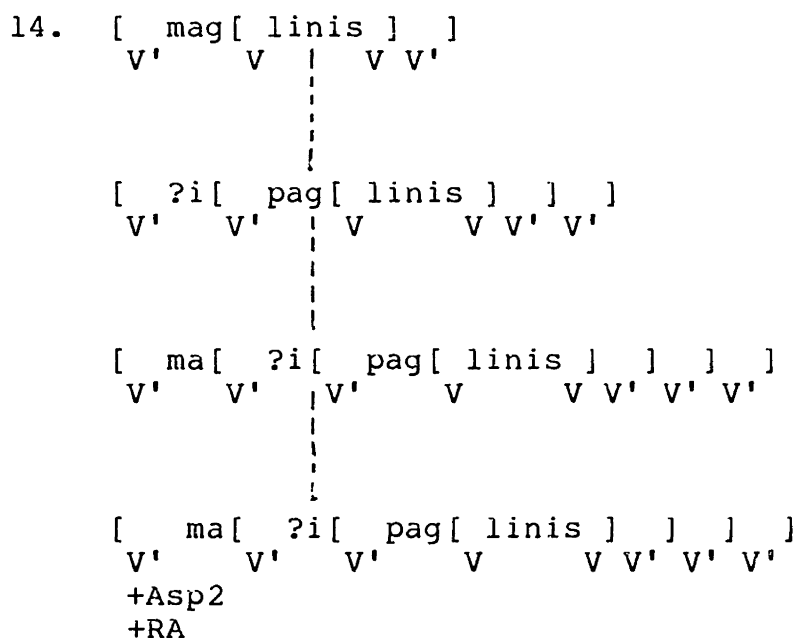 14. [ mag[ linis ] ]
V' V V V'
[ ?i[ pag[ linis ] ] ]
V' V' V V V' V'
[ ma[ ?i[ pag[ linis ] ] ] ]
V' V' V' V V V' V' V'
[ ma[ ?i[ pag[ linis ] ] ] ]
V' V' V' V V V' V' V'
+Asp2
+RA